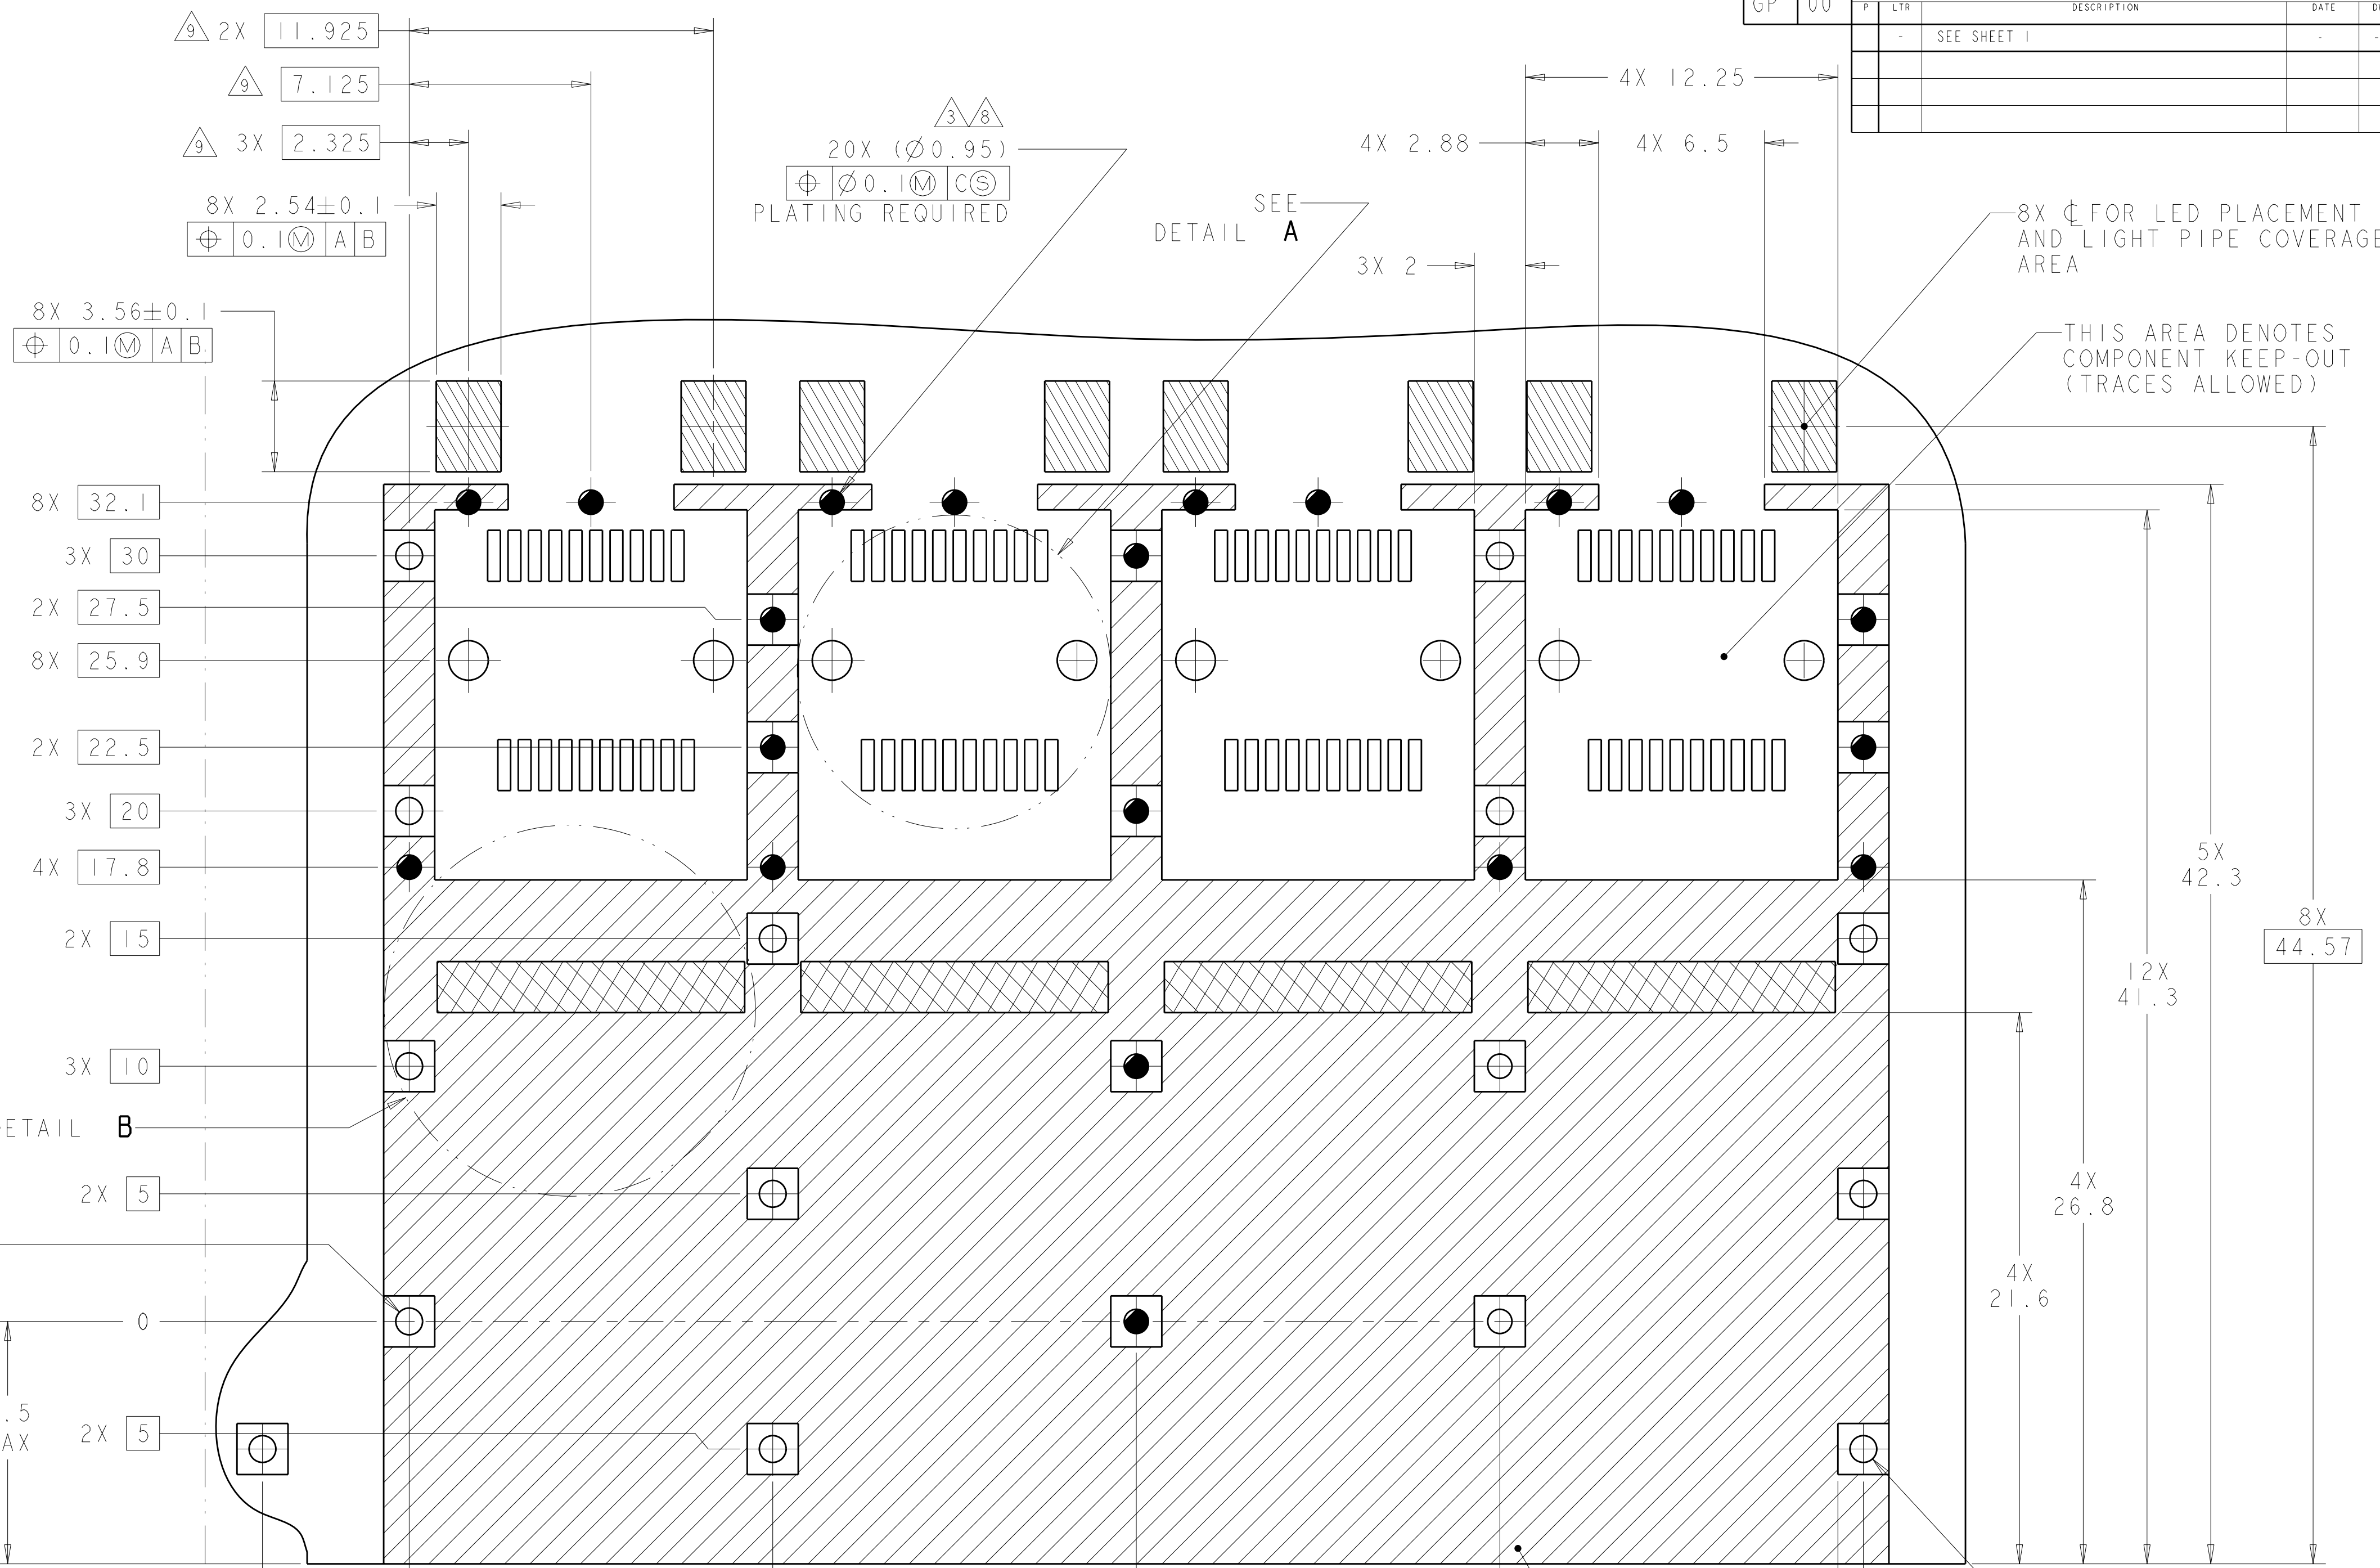 GP 00
P LTR DESCRIPTION DATE
- SEE SHEET 1 - -
9 2X 11.925
9 7.125
9 3X 2.325
8X 2.54±0.1
⌖ 0.1Ⓜ A B
8X 3.56±0.1
⌖ 0.1Ⓜ A B
3 8
20X (Ø0.95)
⌖ Ø0.1Ⓜ CⓈ
PLATING REQUIRED
SEE
DETAIL A
4X 12.25
4X 2.88
4X 6.5
3X 2
8X ℄ FOR LED PLACEMENT
AND LIGHT PIPE COVERAGE
AREA
THIS AREA DENOTES
COMPONENT KEEP-OUT
(TRACES ALLOWED)
8X 32.1
3X 30
2X 27.5
8X 25.9
2X 22.5
3X 20
4X 17.8
2X 15
3X 10
ETAIL B
2X 5
0
.5
AX
2X 5
5X
42.3
8X
44.57
12X
41.3
4X
26.8
4X
21.6